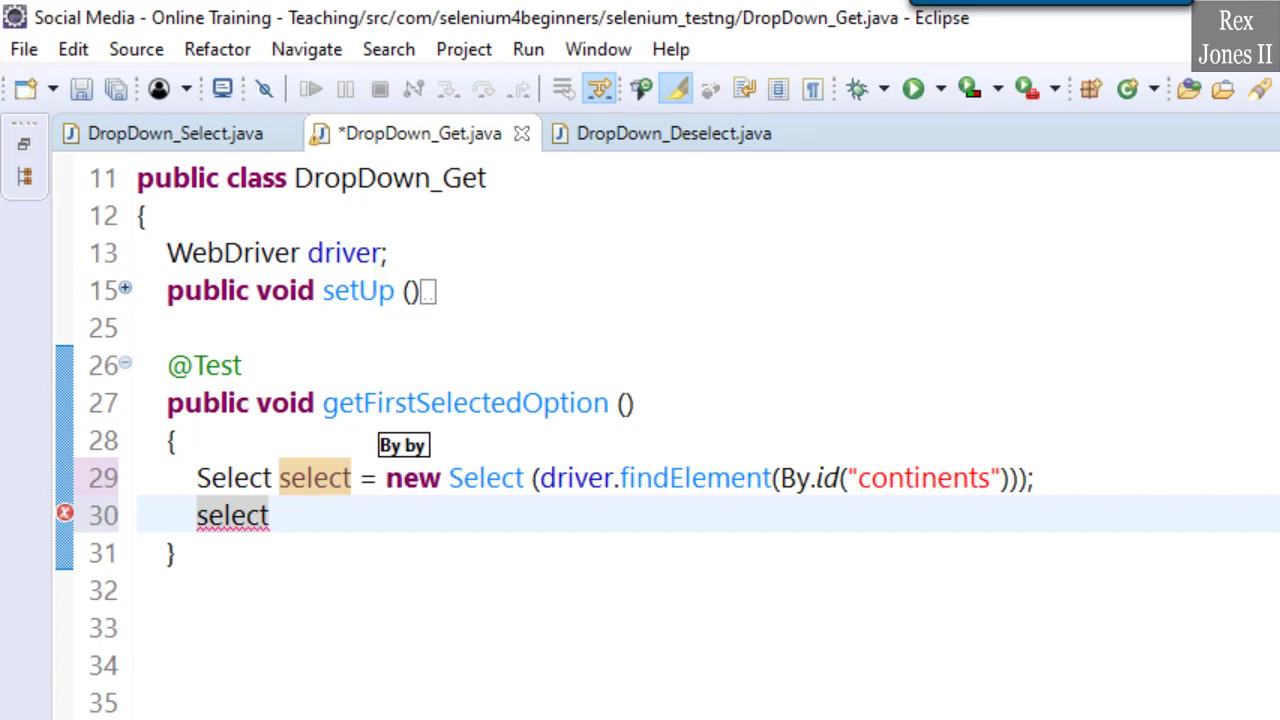 Social Media - Online Training - Teaching/src/com/selenium4beginners/selenium_testng/DropDown_Get.java - Eclipse
Rex
Jones II
File Edit Source Refactor Navigate Search Project Run Window Help
DropDown_Select.java *DropDown_Get.java DropDown_Deselect.java
11 public class DropDown_Get
12 {
13 WebDriver driver;
15 public void setUp ()
25
26 @Test
27 public void getFirstSelectedOption ()
28 {
By by
29 Select select = new Select (driver.findElement(By.id("continents")));
30 select
31 }
32
33
34
35